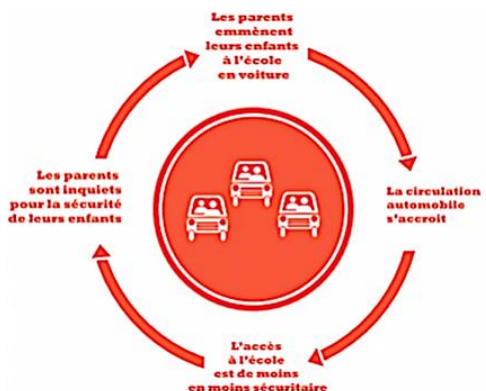 Les parents
emmènent
leurs enfants
à l'école
en voiture
La circulation
automobile
s'accroit
L'accès
à l'école
est de moins
en moins sécuritaire
Les parents
sont inquiets
pour la sécurité
de leurs enfants